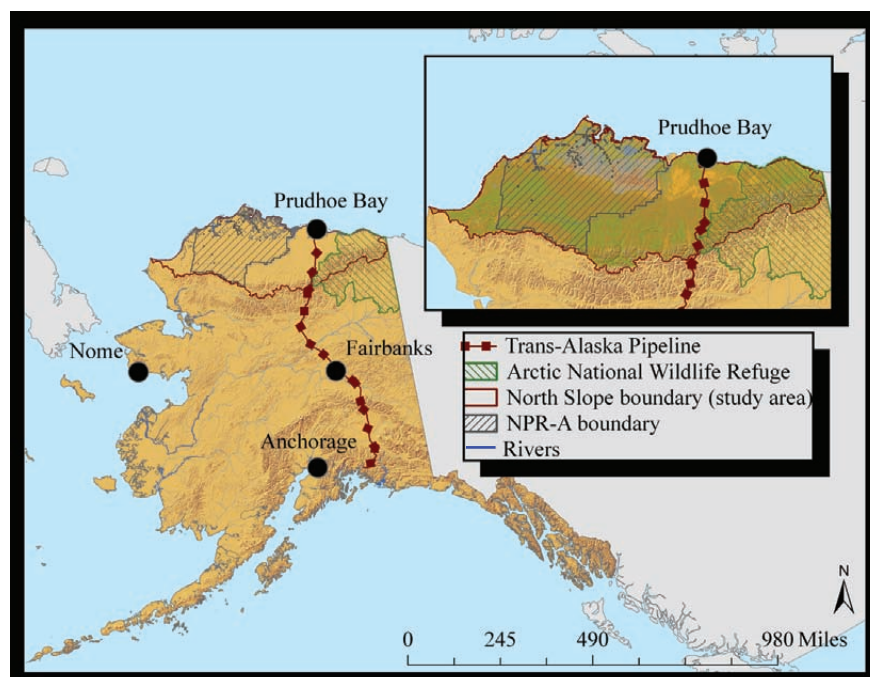 Prudhoe Bay
Prudhoe Bay
Nome
Fairbanks
Anchorage
Trans-Alaska Pipeline
Arctic National Wildlife Refuge
North Slope boundary (study area)
NPR-A boundary
Rivers
N
0 245 490 980 Miles